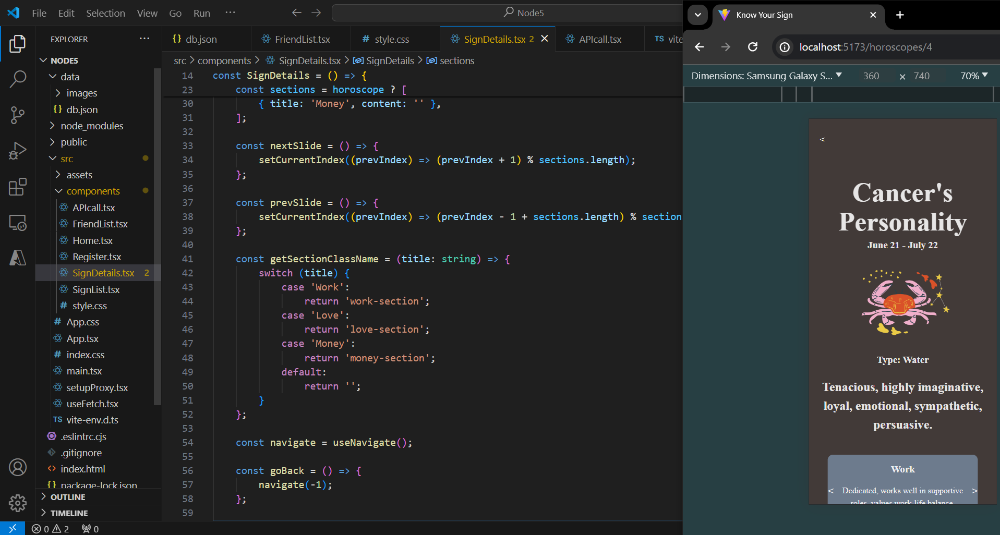 File Edit Selection View Go Run ··· ← → Node5
EXPLORER ···
NODE5
data
images
{} db.json
node_modules
public
src
assets
components
APIcall.tsx
FriendList.tsx
Home.tsx
Register.tsx
SignDetails.tsx 2
SignList.tsx
# style.css
# App.css
App.tsx
# index.css
main.tsx
setupProxy.tsx
useFetch.tsx
TS vite-env.d.ts
.eslintrc.cjs
.gitignore
<> index.html
{} package-lock.json
OUTLINE
TIMELINE
0 2 0
{} db.json FriendList.tsx # style.css SignDetails.tsx 2 × APIcall.tsx TS vite
src > components > SignDetails.tsx > SignDetails > sections
14 const SignDetails = () => {
23 const sections = horoscope ? [
30 { title: 'Money', content: '' },
31 ];
32
33 const nextSlide = () => {
34 setCurrentIndex((prevIndex) => (prevIndex + 1) % sections.length);
35 };
36
37 const prevSlide = () => {
38 setCurrentIndex((prevIndex) => (prevIndex - 1 + sections.length) % section
39 };
40
41 const getSectionClassName = (title: string) => {
42 switch (title) {
43 case 'Work':
44 return 'work-section';
45 case 'Love':
46 return 'love-section';
47 case 'Money':
48 return 'money-section';
49 default:
50 return '';
51 }
52 };
53
54 const navigate = useNavigate();
55
56 const goBack = () => {
57 navigate(-1);
58 };
59
Know Your Sign × +
localhost:5173/horoscopes/4
Dimensions: Samsung Galaxy S... ▼ 360 × 740 70% ▼
<
Cancer's
Personality
June 21 - July 22
Type: Water
Tenacious, highly imaginative,
loyal, emotional, sympathetic,
persuasive.
Work
< Dedicated, works well in supportive >
roles, values work-life balance